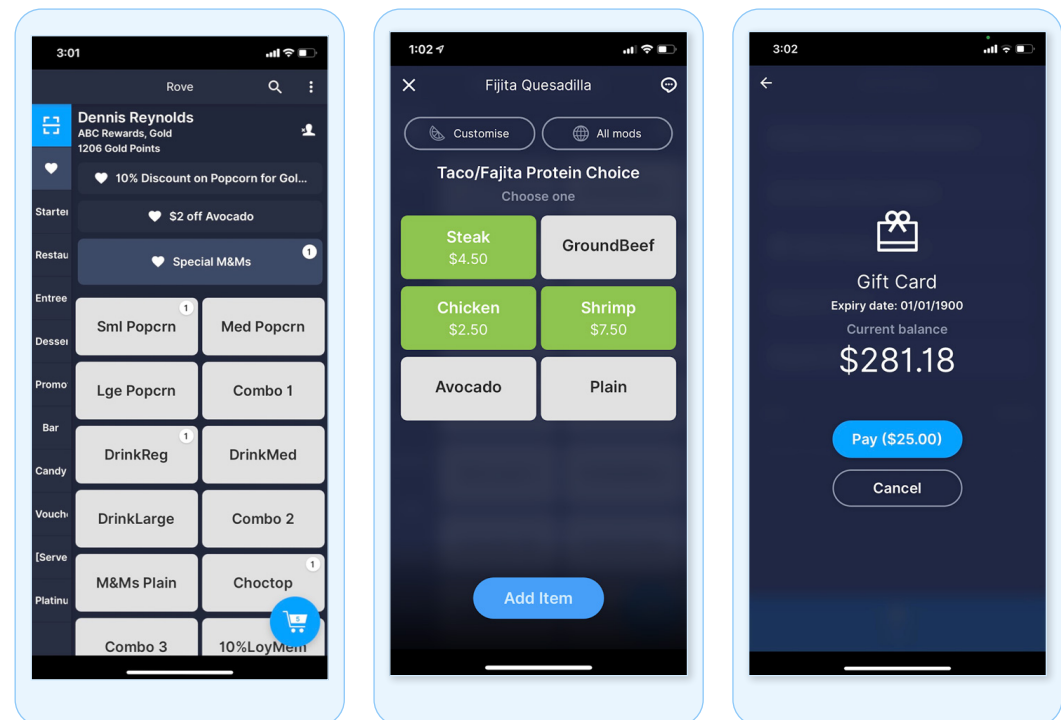 3:01
Rove
Dennis Reynolds
ABC Rewards, Gold
1206 Gold Points
10% Discount on Popcorn for Gol...
$2 off Avocado
Special M&Ms
1
Starter
Restau
Entree
Desser
Promo
Bar
Candy
Vouch
[Serve
Platinu
Sml Popcrn
1
Med Popcrn
Lge Popcrn
Combo 1
DrinkReg
1
DrinkMed
DrinkLarge
Combo 2
M&Ms Plain
Choctop
1
5
Combo 3
10%LoyMem
1:02
Fijita Quesadilla
Customise
All mods
Taco/Fajita Protein Choice
Choose one
Steak
$4.50
GroundBeef
Chicken
$2.50
Shrimp
$7.50
Avocado
Plain
Add Item
3:02
Gift Card
Expiry date: 01/01/1900
Current balance
$281.18
Pay ($25.00)
Cancel